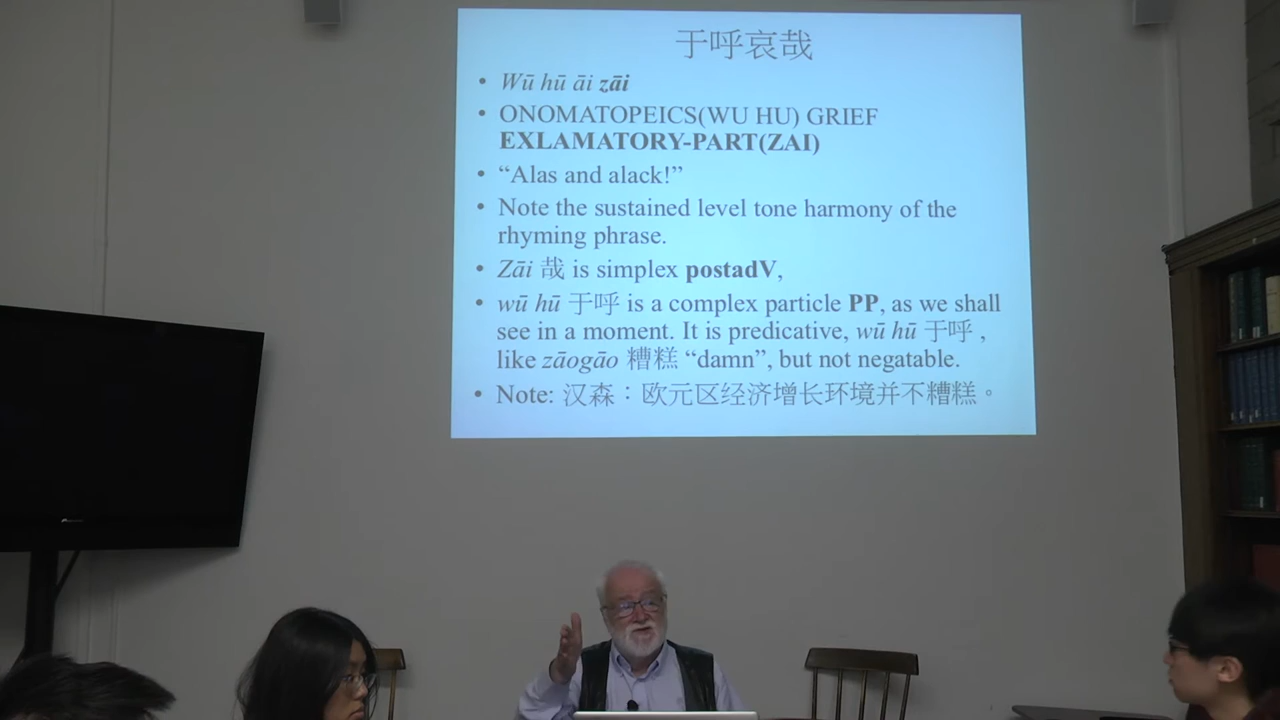 于呼哀哉
• Wū hū āi zāi
• ONOMATOPEICS(WU HU) GRIEF
EXLAMATORY-PART(ZAI)
• “Alas and alack!”
• Note the sustained level tone harmony of the
rhyming phrase.
• Zāi 哉 is simplex postadV,
• wū hū 于呼 is a complex particle PP, as we shall
see in a moment. It is predicative, wū hū 于呼 ,
like zāogāo 糟糕 “damn”, but not negatable.
• Note: 汉森：欧元区经济增长环境并不糟糕。